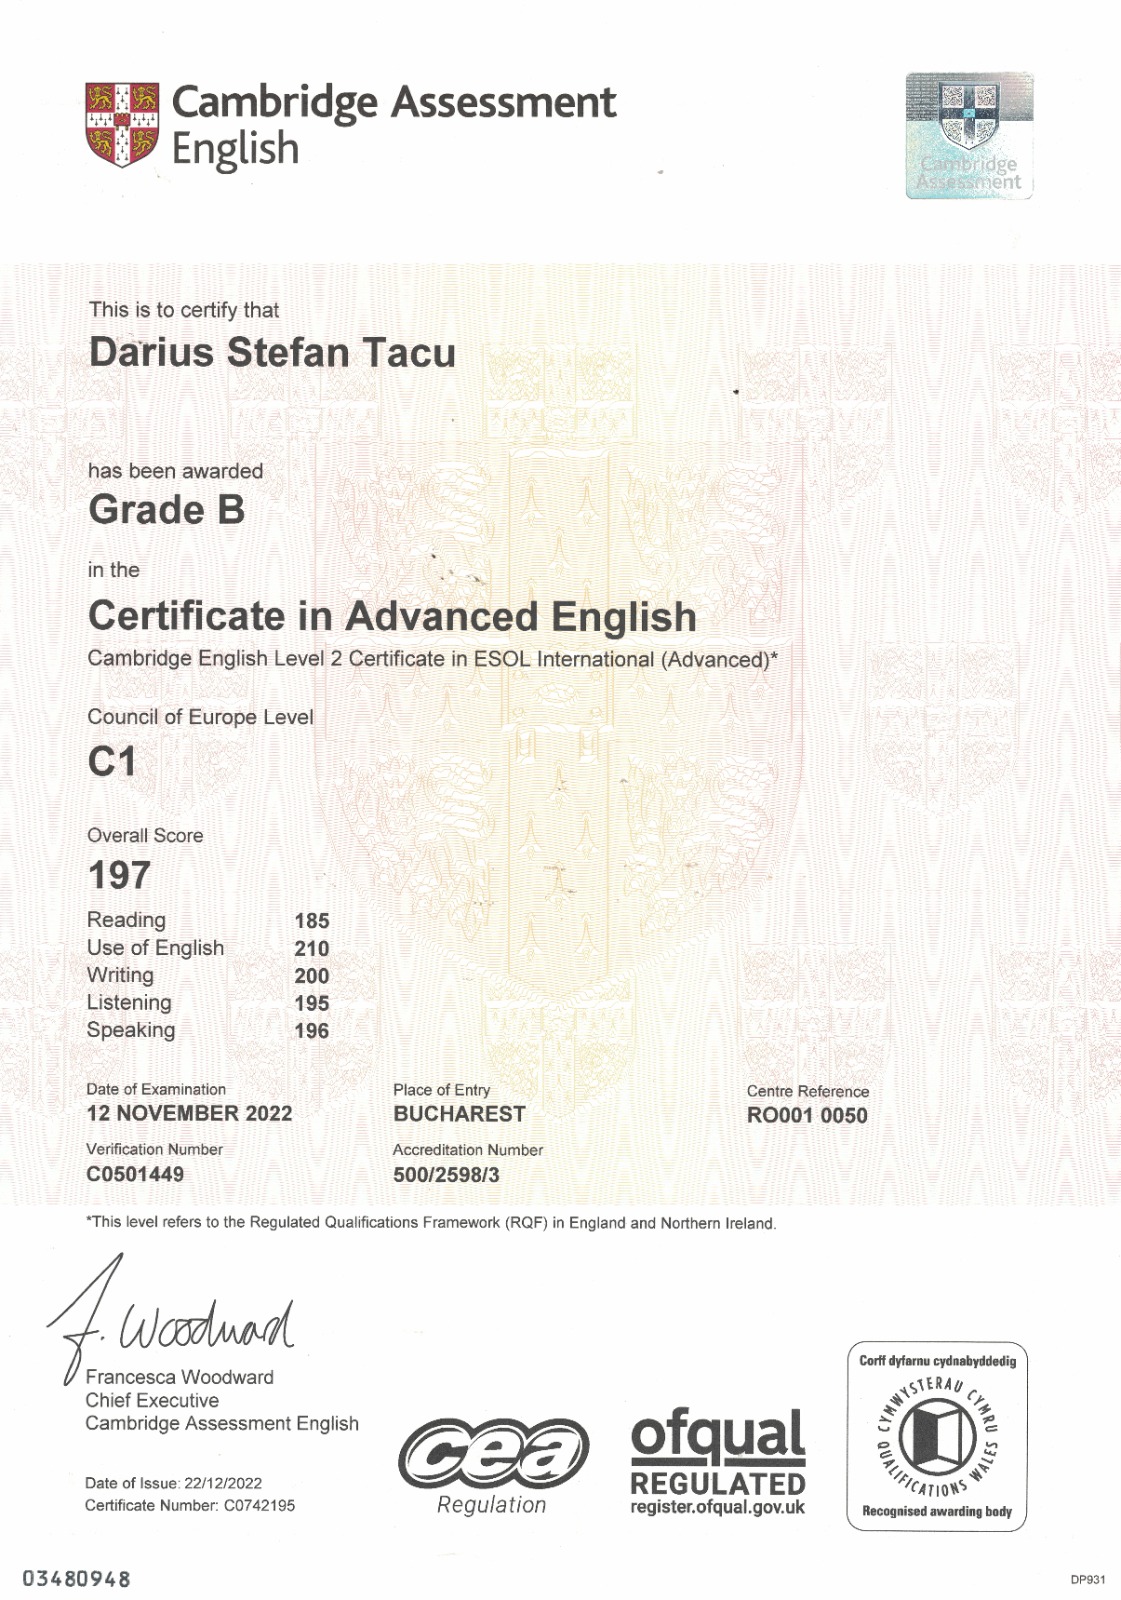 Cambridge Assessment
English
Cambridge
Assessment
This is to certify that
Darius Stefan Tacu
has been awarded
Grade B
in the
Certificate in Advanced English
Cambridge English Level 2 Certificate in ESOL International (Advanced)*
Council of Europe Level
C1
Overall Score
197
Reading 185
Use of English 210
Writing 200
Listening 195
Speaking 196
Date of Examination Place of Entry Centre Reference
12 NOVEMBER 2022 BUCHAREST RO001 0050
Verification Number Accreditation Number
C0501449 500/2598/3
*This level refers to the Regulated Qualifications Framework (RQF) in England and Northern Ireland.
F. Woodward
Francesca Woodward
Chief Executive
Cambridge Assessment English
Date of Issue: 22/12/2022
Certificate Number: C0742195
cea
Regulation
ofqual
REGULATED
register.ofqual.gov.uk
Corff dyfarnu cydnabyddedig
CYMWYSTERAU CYMRU
QUALIFICATIONS WALES
Recognised awarding body
03480948
DP931